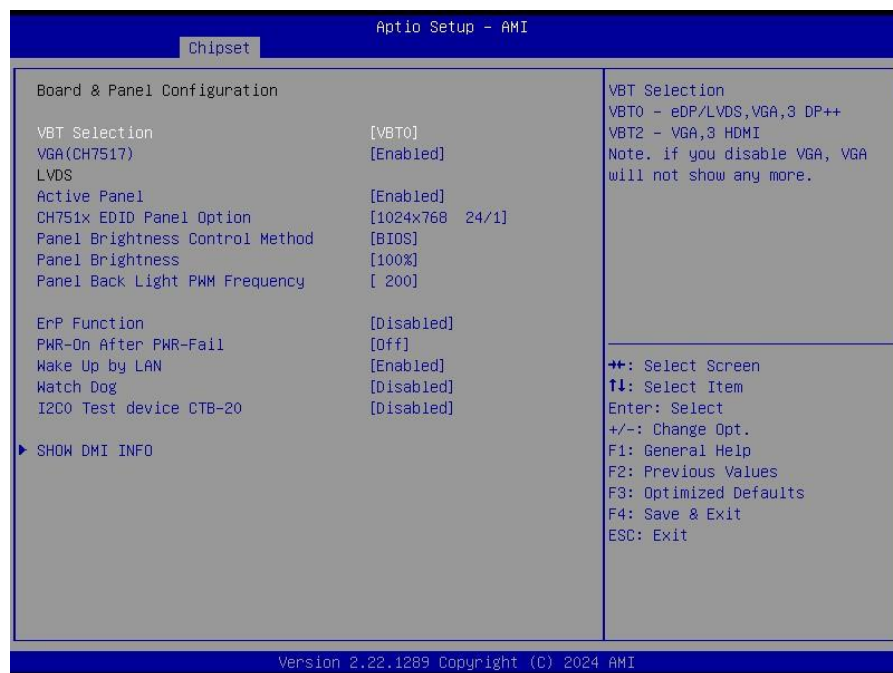 Aptio Setup – AMI
Chipset
Board & Panel Configuration
VBT Selection [VBT0]
VGA(CH7517) [Enabled]
LVDS
Active Panel [Enabled]
CH751x EDID Panel Option [1024x768 24/1]
Panel Brightness Control Method [BIOS]
Panel Brightness [100%]
Panel Back Light PWM Frequency [ 200]
ErP Function [Disabled]
PWR-On After PWR-Fail [Off]
Wake Up by LAN [Enabled]
Watch Dog [Disabled]
I2C0 Test device CTB-20 [Disabled]
▶ SHOW DMI INFO
VBT Selection
VBT0 - eDP/LVDS,VGA,3 DP++
VBT2 - VGA,3 HDMI
Note. if you disable VGA, VGA
will not show any more.
→←: Select Screen
↑↓: Select Item
Enter: Select
+/-: Change Opt.
F1: General Help
F2: Previous Values
F3: Optimized Defaults
F4: Save & Exit
ESC: Exit
Version 2.22.1289 Copyright (C) 2024 AMI